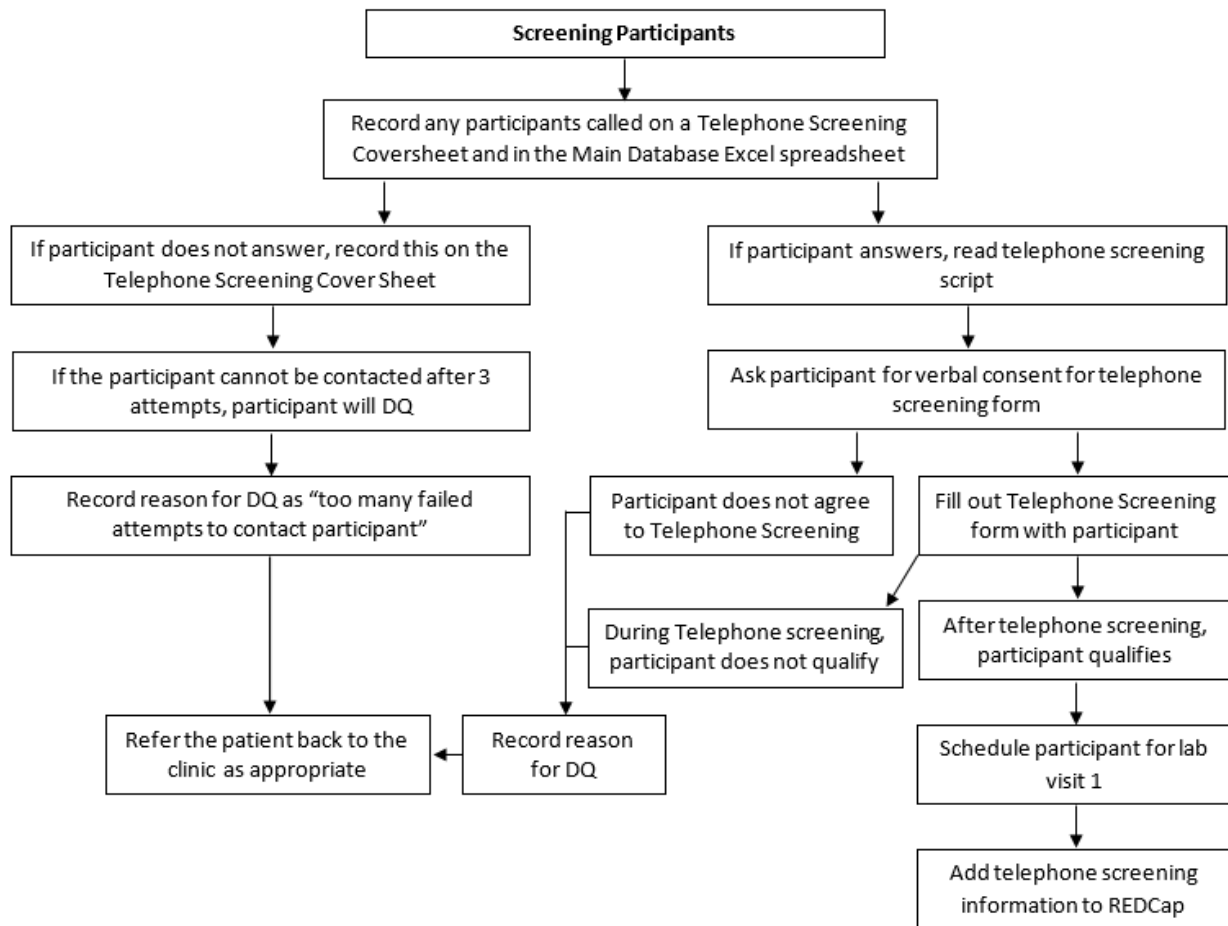 Screening Participants
Record any participants called on a Telephone Screening
Coversheet and in the Main Database Excel spreadsheet
If participant does not answer, record this on the
Telephone Screening Cover Sheet
If participant answers, read telephone screening
script
If the participant cannot be contacted after 3
attempts, participant will DQ
Ask participant for verbal consent for telephone
screening form
Record reason for DQ as “too many failed
attempts to contact participant”
Participant does not agree
to Telephone Screening
Fill out Telephone Screening
form with participant
During Telephone screening,
participant does not qualify
After telephone screening,
participant qualifies
Refer the patient back to the
clinic as appropriate
Record reason
for DQ
Schedule participant for lab
visit 1
Add telephone screening
information to REDCap